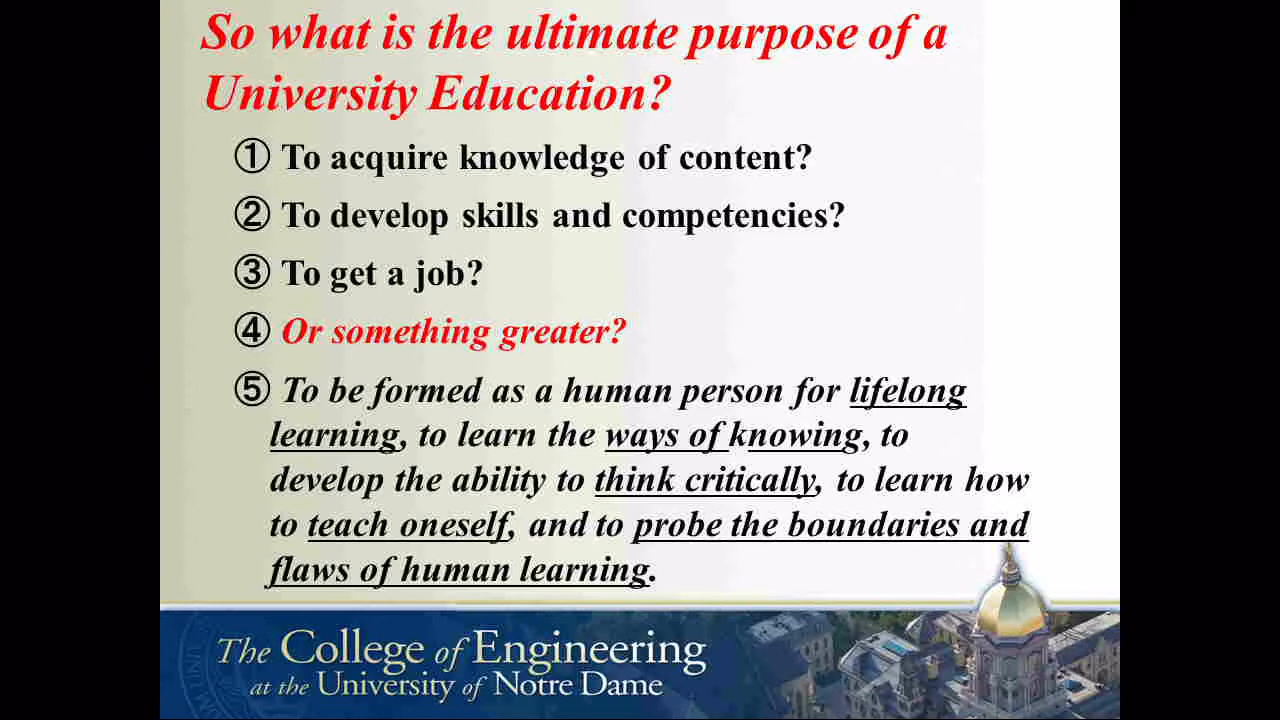 So what is the ultimate purpose of a
University Education?
① To acquire knowledge of content?
② To develop skills and competencies?
③ To get a job?
④ Or something greater?
⑤ To be formed as a human person for lifelong
learning, to learn the ways of knowing, to
develop the ability to think critically, to learn how
to teach oneself, and to probe the boundaries and
flaws of human learning.
The College of Engineering
at the University of Notre Dame